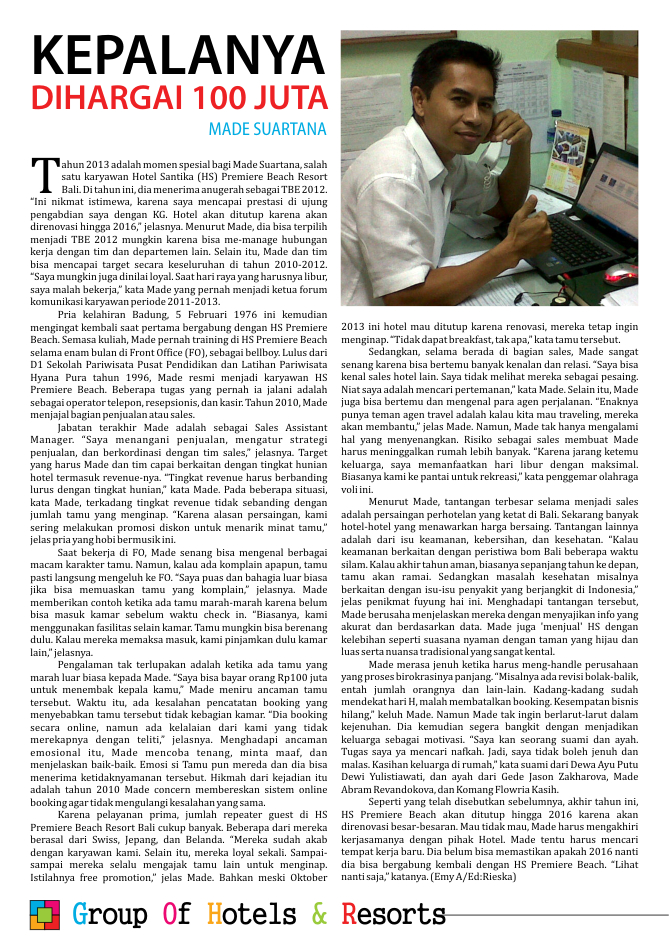 KEPALANYA
DIHARGAI 100 JUTA
MADE SUARTANA
Tahun 2013 adalah momen spesial bagi Made Suartana, salah
satu karyawan Hotel Santika (HS) Premiere Beach Resort
Bali. Di tahun ini, dia menerima anugerah sebagai TBE 2012.
“Ini nikmat istimewa, karena saya mencapai prestasi di ujung
pengabdian saya dengan KG. Hotel akan ditutup karena akan
direnovasi hingga 2016,” jelasnya. Menurut Made, dia bisa terpilih
menjadi TBE 2012 mungkin karena bisa me-manage hubungan
kerja dengan tim dan departemen lain. Selain itu, Made dan tim
bisa mencapai target secara keseluruhan di tahun 2010-2012.
“Saya mungkin juga dinilai loyal. Saat hari raya yang harusnya libur,
saya malah bekerja,” kata Made yang pernah menjadi ketua forum
komunikasi karyawan periode 2011-2013.
Pria kelahiran Badung, 5 Februari 1976 ini kemudian
mengingat kembali saat pertama bergabung dengan HS Premiere
Beach. Semasa kuliah, Made pernah training di HS Premiere Beach
selama enam bulan di Front Office (FO), sebagai bellboy. Lulus dari
D1 Sekolah Pariwisata Pusat Pendidikan dan Latihan Pariwisata
Hyana Pura tahun 1996, Made resmi menjadi karyawan HS
Premiere Beach. Beberapa tugas yang pernah ia jalani adalah
sebagai operator telepon, resepsionis, dan kasir. Tahun 2010, Made
menjajal bagian penjualan atau sales.
Jabatan terakhir Made adalah sebagai Sales Assistant
Manager. “Saya menangani penjualan, mengatur strategi
penjualan, dan berkordinasi dengan tim sales,” jelasnya. Target
yang harus Made dan tim capai berkaitan dengan tingkat hunian
hotel termasuk revenue-nya. “Tingkat revenue harus berbanding
lurus dengan tingkat hunian,” kata Made. Pada beberapa situasi,
kata Made, terkadang tingkat revenue tidak sebanding dengan
jumlah tamu yang menginap. “Karena alasan persaingan, kami
sering melakukan promosi diskon untuk menarik minat tamu,”
jelas pria yang hobi bermusik ini.
Saat bekerja di FO, Made senang bisa mengenal berbagai
macam karakter tamu. Namun, kalau ada komplain apapun, tamu
pasti langsung mengeluh ke FO. “Saya puas dan bahagia luar biasa
jika bisa memuaskan tamu yang komplain,” jelasnya. Made
memberikan contoh ketika ada tamu marah-marah karena belum
bisa masuk kamar sebelum waktu check in. “Biasanya, kami
menggunakan fasilitas selain kamar. Tamu mungkin bisa berenang
dulu. Kalau mereka memaksa masuk, kami pinjamkan dulu kamar
lain,” jelasnya.
Pengalaman tak terlupakan adalah ketika ada tamu yang
marah luar biasa kepada Made. “Saya bisa bayar orang Rp100 juta
untuk menembak kepala kamu,” Made meniru ancaman tamu
tersebut. Waktu itu, ada kesalahan pencatatan booking yang
menyebabkan tamu tersebut tidak kebagian kamar. “Dia booking
secara online, namun ada kelalaian dari kami yang tidak
merekapnya dengan teliti,” jelasnya. Menghadapi ancaman
emosional itu, Made mencoba tenang, minta maaf, dan
menjelaskan baik-baik. Emosi si Tamu pun mereda dan dia bisa
menerima ketidaknyamanan tersebut. Hikmah dari kejadian itu
adalah tahun 2010 Made concern membereskan sistem online
booking agar tidak mengulangi kesalahan yang sama.
Karena pelayanan prima, jumlah repeater guest di HS
Premiere Beach Resort Bali cukup banyak. Beberapa dari mereka
berasal dari Swiss, Jepang, dan Belanda. “Mereka sudah akab
dengan karyawan kami. Selain itu, mereka loyal sekali. Sampai-
sampai mereka selalu mengajak tamu lain untuk menginap.
Istilahnya free promotion,” jelas Made. Bahkan meski Oktober
2013 ini hotel mau ditutup karena renovasi, mereka tetap ingin
menginap. “Tidak dapat breakfast, tak apa,” kata tamu tersebut.
Sedangkan, selama berada di bagian sales, Made sangat
senang karena bisa bertemu banyak kenalan dan relasi. “Saya bisa
kenal sales hotel lain. Saya tidak melihat mereka sebagai pesaing.
Niat saya adalah mencari pertemanan,” kata Made. Selain itu, Made
juga bisa bertemu dan mengenal para agen perjalanan. “Enaknya
punya teman agen travel adalah kalau kita mau traveling, mereka
akan membantu,” jelas Made. Namun, Made tak hanya mengalami
hal yang menyenangkan. Risiko sebagai sales membuat Made
harus meninggalkan rumah lebih banyak. “Karena jarang ketemu
keluarga, saya memanfaatkan hari libur dengan maksimal.
Biasanya kami ke pantai untuk rekreasi,” kata penggemar olahraga
voli ini.
Menurut Made, tantangan terbesar selama menjadi sales
adalah persaingan perhotelan yang ketat di Bali. Sekarang banyak
hotel-hotel yang menawarkan harga bersaing. Tantangan lainnya
adalah dari isu keamanan, kebersihan, dan kesehatan. “Kalau
keamanan berkaitan dengan peristiwa bom Bali beberapa waktu
silam. Kalau akhir tahun aman, biasanya sepanjang tahun ke depan,
tamu akan ramai. Sedangkan masalah kesehatan misalnya
berkaitan dengan isu-isu penyakit yang berjangkit di Indonesia,”
jelas penikmat fuyung hai ini. Menghadapi tantangan tersebut,
Made berusaha menjelaskan mereka dengan menyajikan info yang
akurat dan berdasarkan data. Made juga ‘menjual’ HS dengan
kelebihan seperti suasana nyaman dengan taman yang hijau dan
luas serta nuansa tradisional yang sangat kental.
Made merasa jenuh ketika harus meng-handle perusahaan
yang proses birokrasinya panjang. “Misalnya ada revisi bolak-balik,
entah jumlah orangnya dan lain-lain. Kadang-kadang sudah
mendekat hari H, malah membatalkan booking. Kesempatan bisnis
hilang,” keluh Made. Namun Made tak ingin berlarut-larut dalam
kejenuhan. Dia kemudian segera bangkit dengan menjadikan
keluarga sebagai motivasi. “Saya kan seorang suami dan ayah.
Tugas saya ya mencari nafkah. Jadi, saya tidak boleh jenuh dan
malas. Kasihan keluarga di rumah,” kata suami dari Dewa Ayu Putu
Dewi Yulistiawati, dan ayah dari Gede Jason Zakharova, Made
Abram Revandokova, dan Komang Flowria Kasih.
Seperti yang telah disebutkan sebelumnya, akhir tahun ini,
HS Premiere Beach akan ditutup hingga 2016 karena akan
direnovasi besar-besaran. Mau tidak mau, Made harus mengakhiri
kerjasamanya dengan pihak Hotel. Made tentu harus mencari
tempat kerja baru. Dia belum bisa memastikan apakah 2016 nanti
dia bisa bergabung kembali dengan HS Premiere Beach. “Lihat
nanti saja,” katanya. (Emy A/Ed:Rieska)
Group Of Hotels & Resorts